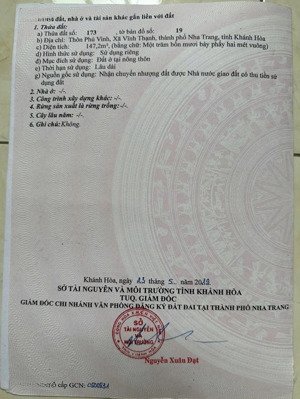 đất, nhà ở và tài sản khác gắn liền với đất
1. Thửa đất:
a) Thửa đất số: 173 , tờ bản đồ số: 19
b) Địa chỉ: Thôn Phú Vinh, Xã Vĩnh Thạnh, thành phố Nha Trang, tỉnh Khánh Hòa
c) Diện tích: 147,2m², (bằng chữ: Một trăm bốn mươi bảy phẩy hai mét vuông)
d) Hình thức sử dụng: Sử dụng riêng
đ) Mục đích sử dụng: Đất ở tại nông thôn
e) Thời hạn sử dụng: Lâu dài
g) Nguồn gốc sử dụng: Nhận chuyển nhượng đất được Nhà nước giao đất có thu tiền sử
dụng đất
2. Nhà ở: -/-.
3. Công trình xây dựng khác: -/-.
4. Rừng sản xuất là rừng trồng:-/-.
5. Cây lâu năm: -/-
6. Ghi chú:Không.
Khánh Hòa, ngày 13 tháng 5 năm
SỞ TÀI NGUYÊN VÀ MÔI TRƯỜNG TỈNH KHÁNH HÒA
TUQ. GIÁM ĐỐC
GIÁM ĐỐC CHI NHÁNH VĂN PHÒNG ĐĂNG KÝ ĐẤT ĐAI TẠI THÀNH PHỐ NHA TRANG
SỞ
TÀI NGUYÊN
VÀ
MÔI TRƯỜNG
Nguyễn Xuân Đạt
cấp GCN: